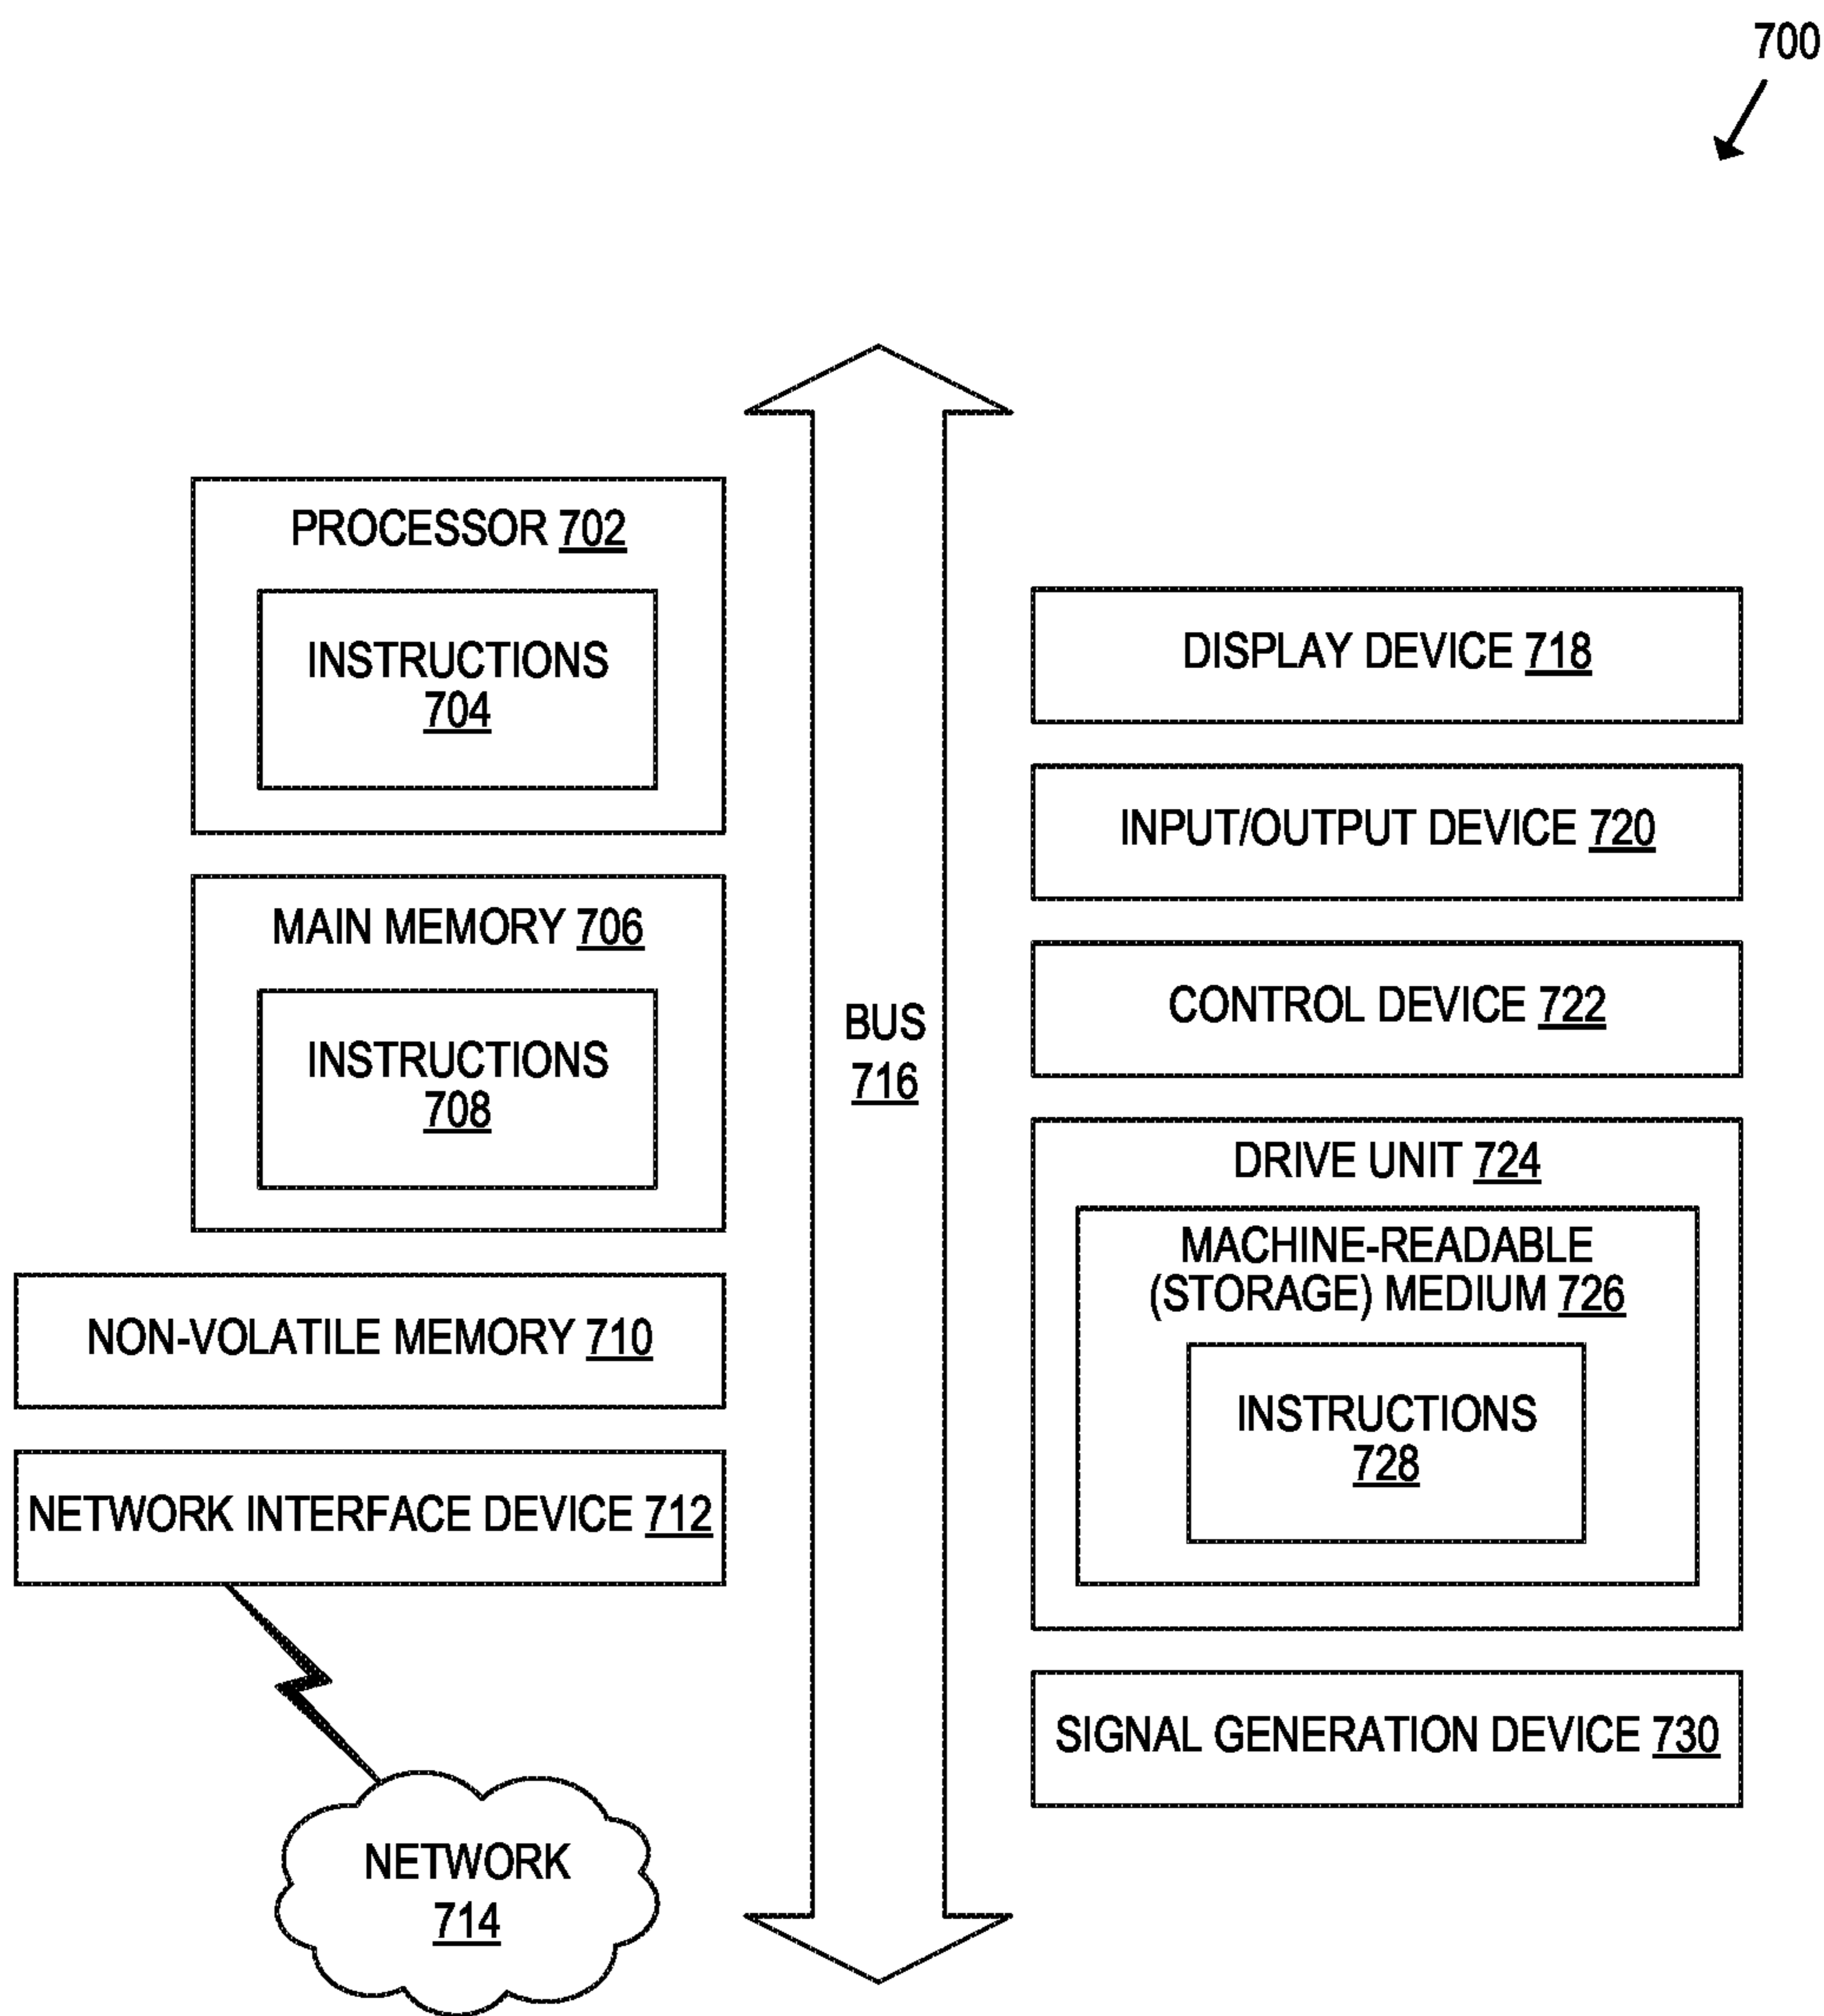 700
PROCESSOR 702
INSTRUCTIONS
704
MAIN MEMORY 706
INSTRUCTIONS
708
NON-VOLATILE MEMORY 710
NETWORK INTERFACE DEVICE 712
NETWORK
714
BUS
716
DISPLAY DEVICE 718
INPUT/OUTPUT DEVICE 720
CONTROL DEVICE 722
DRIVE UNIT 724
MACHINE-READABLE
(STORAGE) MEDIUM 726
INSTRUCTIONS
728
SIGNAL GENERATION DEVICE 730